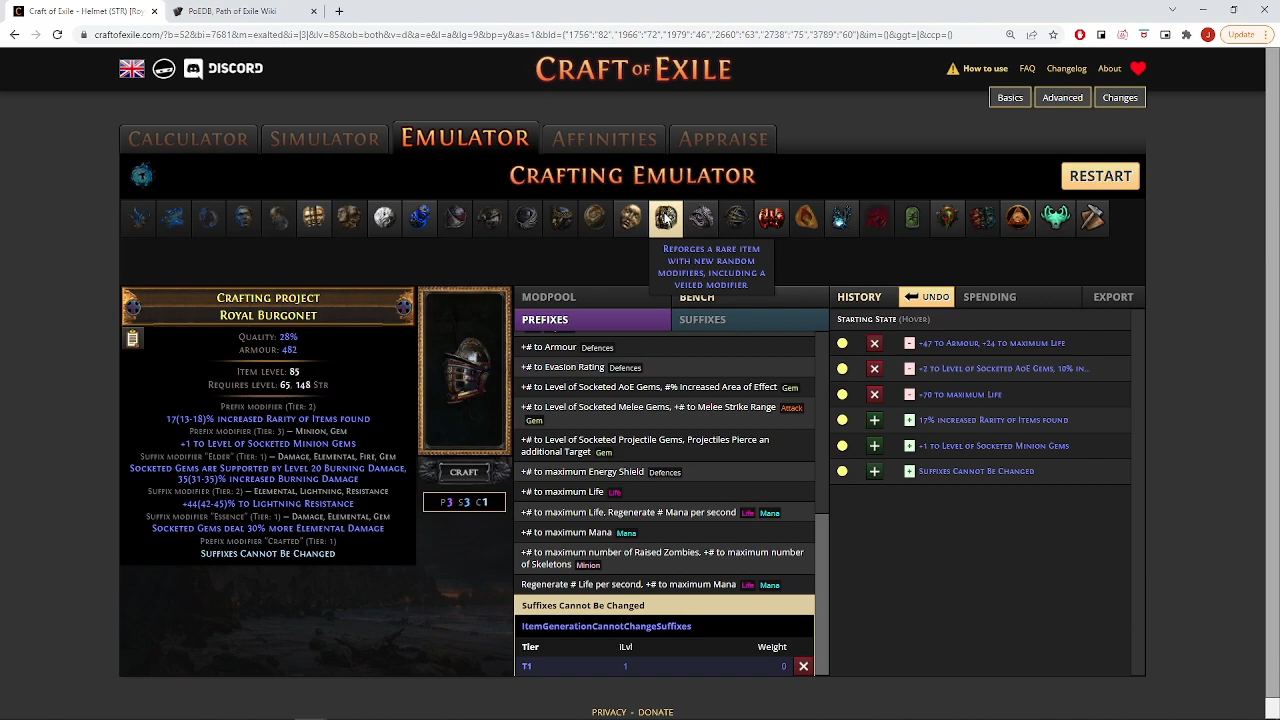 Craft of Exile - Helmet (STR) [Roy
PoEDB, Path of Exile Wiki
craftofexile.com/?b=52&bi=7681&m=exalted&i=[3]&lv=85&ob=both&v=d&a=e&l=a&g=9&bp=y&as=1&bld={"1756":"82","1966":"72","1979":"46","2660":"63","2738":"75","3789":"60"}&im={}&ggt=|&ccp={}
Update
DISCORD
Craft of Exile
How to use FAQ Changelog About
Basics Advanced Changes
Calculator Simulator Emulator Affinities Appraise
Crafting Emulator
RESTART
Reforges a rare item
with new random
modifiers, including a
veiled modifier
Crafting project
Royal Burgonet
Quality: 28%
Armour: 482
Item Level: 85
Requires Level: 65, 148 Str
Prefix modifier (Tier: 2)
17(13-18)% increased Rarity of Items found
Prefix modifier (Tier: 3) — Minion, Gem
+1 to Level of Socketed Minion Gems
Suffix modifier "Elder" (Tier: 1) — Damage, Elemental, Fire, Gem
Socketed Gems are Supported by Level 20 Burning Damage,
35(31-35)% increased Burning Damage
Suffix modifier (Tier: 2) — Elemental, Lightning, Resistance
+44(42-45)% to Lightning Resistance
Suffix modifier "Essence" (Tier: 1) — Damage, Elemental, Gem
Socketed Gems deal 30% more Elemental Damage
Prefix modifier "Crafted" (Tier: 1)
Suffixes Cannot Be Changed
CRAFT
P3 S3 C1
MODPOOL BENCH
PREFIXES SUFFIXES
+# to Armour Defences
+# to Evasion Rating Defences
+# to Level of Socketed AoE Gems, #% Increased Area of Effect Gem
+# to Level of Socketed Melee Gems, +# to Melee Strike Range Attack
Gem
+# to Level of Socketed Projectile Gems, Projectiles Pierce an
additional Target Gem
+# to maximum Energy Shield Defences
+# to maximum Life Life
+# to maximum Life, Regenerate # Mana per second Life Mana
+# to maximum Mana Mana
+# to maximum number of Raised Zombies, +# to maximum number
of Skeletons Minion
Regenerate # Life per second, +# to maximum Mana Life Mana
Suffixes Cannot Be Changed
ItemGenerationCannotChangeSuffixes
Tier iLvl Weight
T1 1 0
HISTORY UNDO SPENDING EXPORT
Starting State (Hover)
+47 to Armour, +24 to maximum Life
+2 to Level of Socketed AoE Gems, 10% in...
+70 to maximum Life
17% increased Rarity of Items found
+1 to Level of Socketed Minion Gems
Suffixes Cannot Be Changed
PRIVACY - DONATE